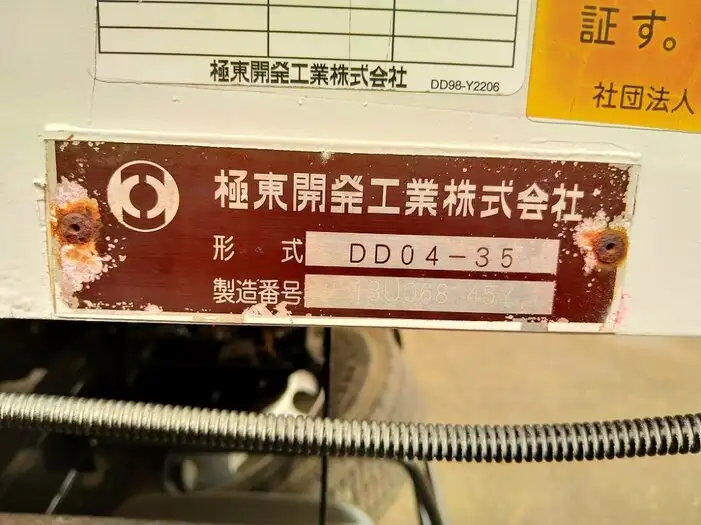 証す。
社団法人
極東開発工業株式会社
DD98-Y2206
極東開発工業株式会社
形式 DD04-35
製造番号